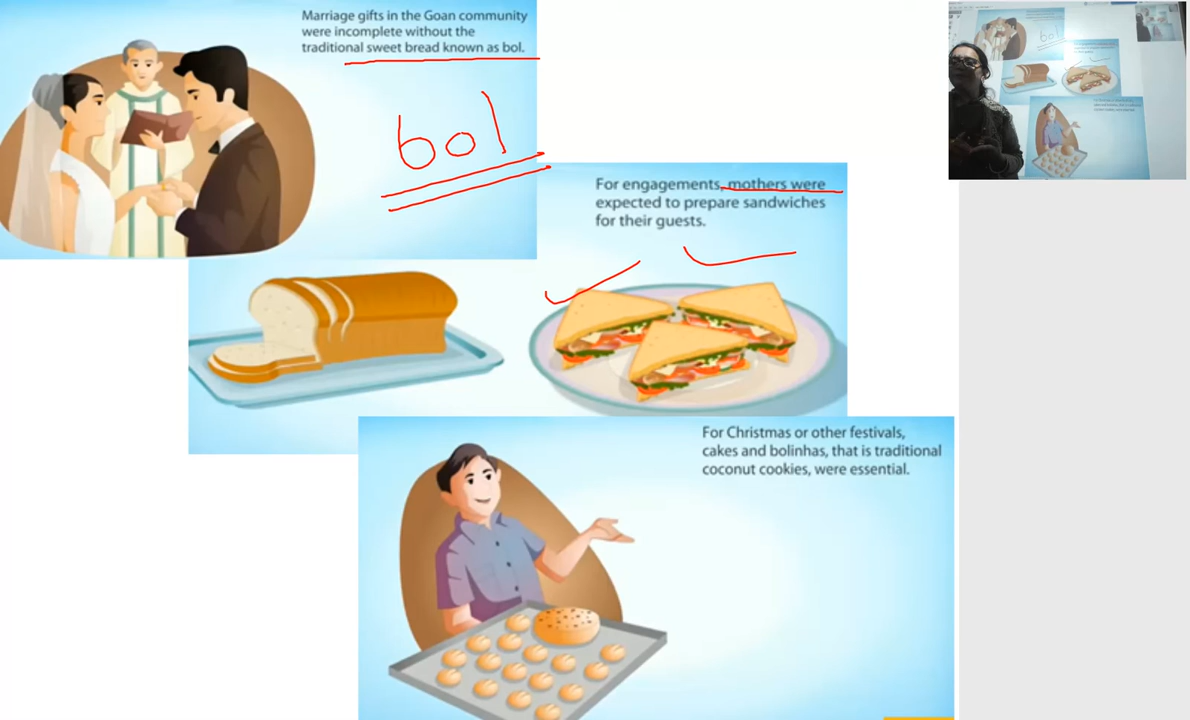 Marriage gifts in the Goan community
were incomplete without the
traditional sweet bread known as bol.
bol
For engagements, mothers were
expected to prepare sandwiches
for their guests.
For Christmas or other festivals,
cakes and bolinhas, that is traditional
coconut cookies, were essential.